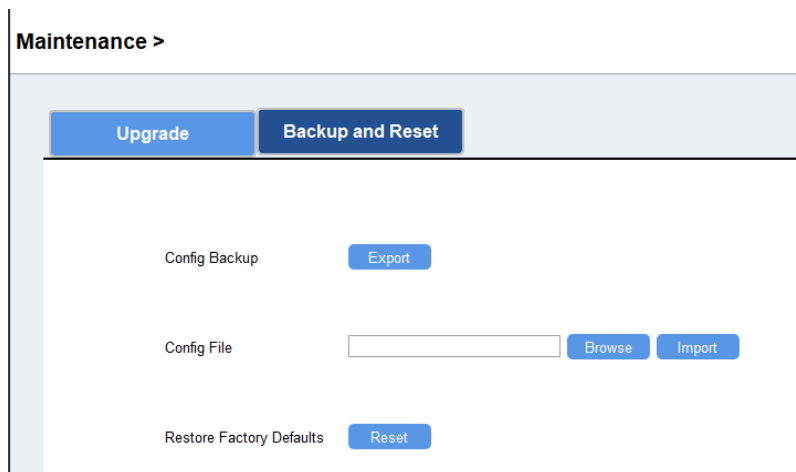 Maintenance >
Upgrade Backup and Reset
Config Backup Export
Config File Browse Import
Restore Factory Defaults Reset